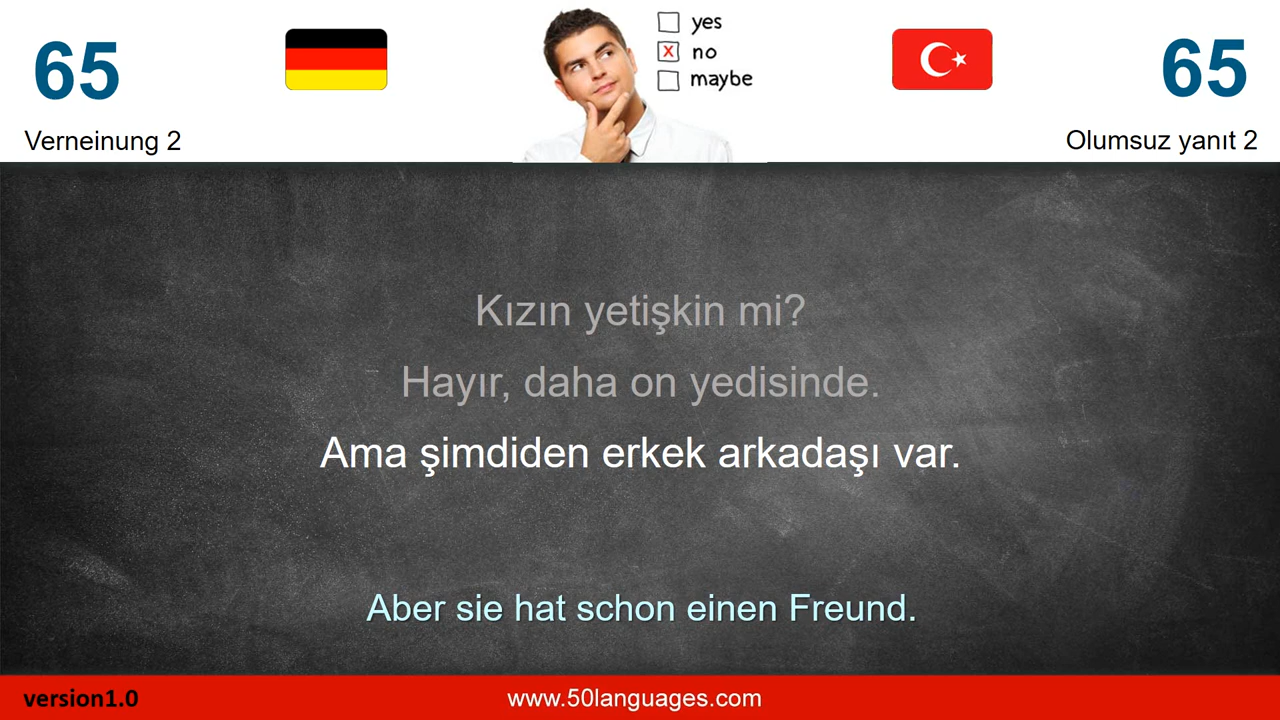 65
65
yes
x no
maybe
Verneinung 2
Olumsuz yanıt 2
Kızın yetişkin mi?
Hayır, daha on yedisinde.
Ama şimdiden erkek arkadaşı var.
Aber sie hat schon einen Freund.
version1.0
www.50languages.com